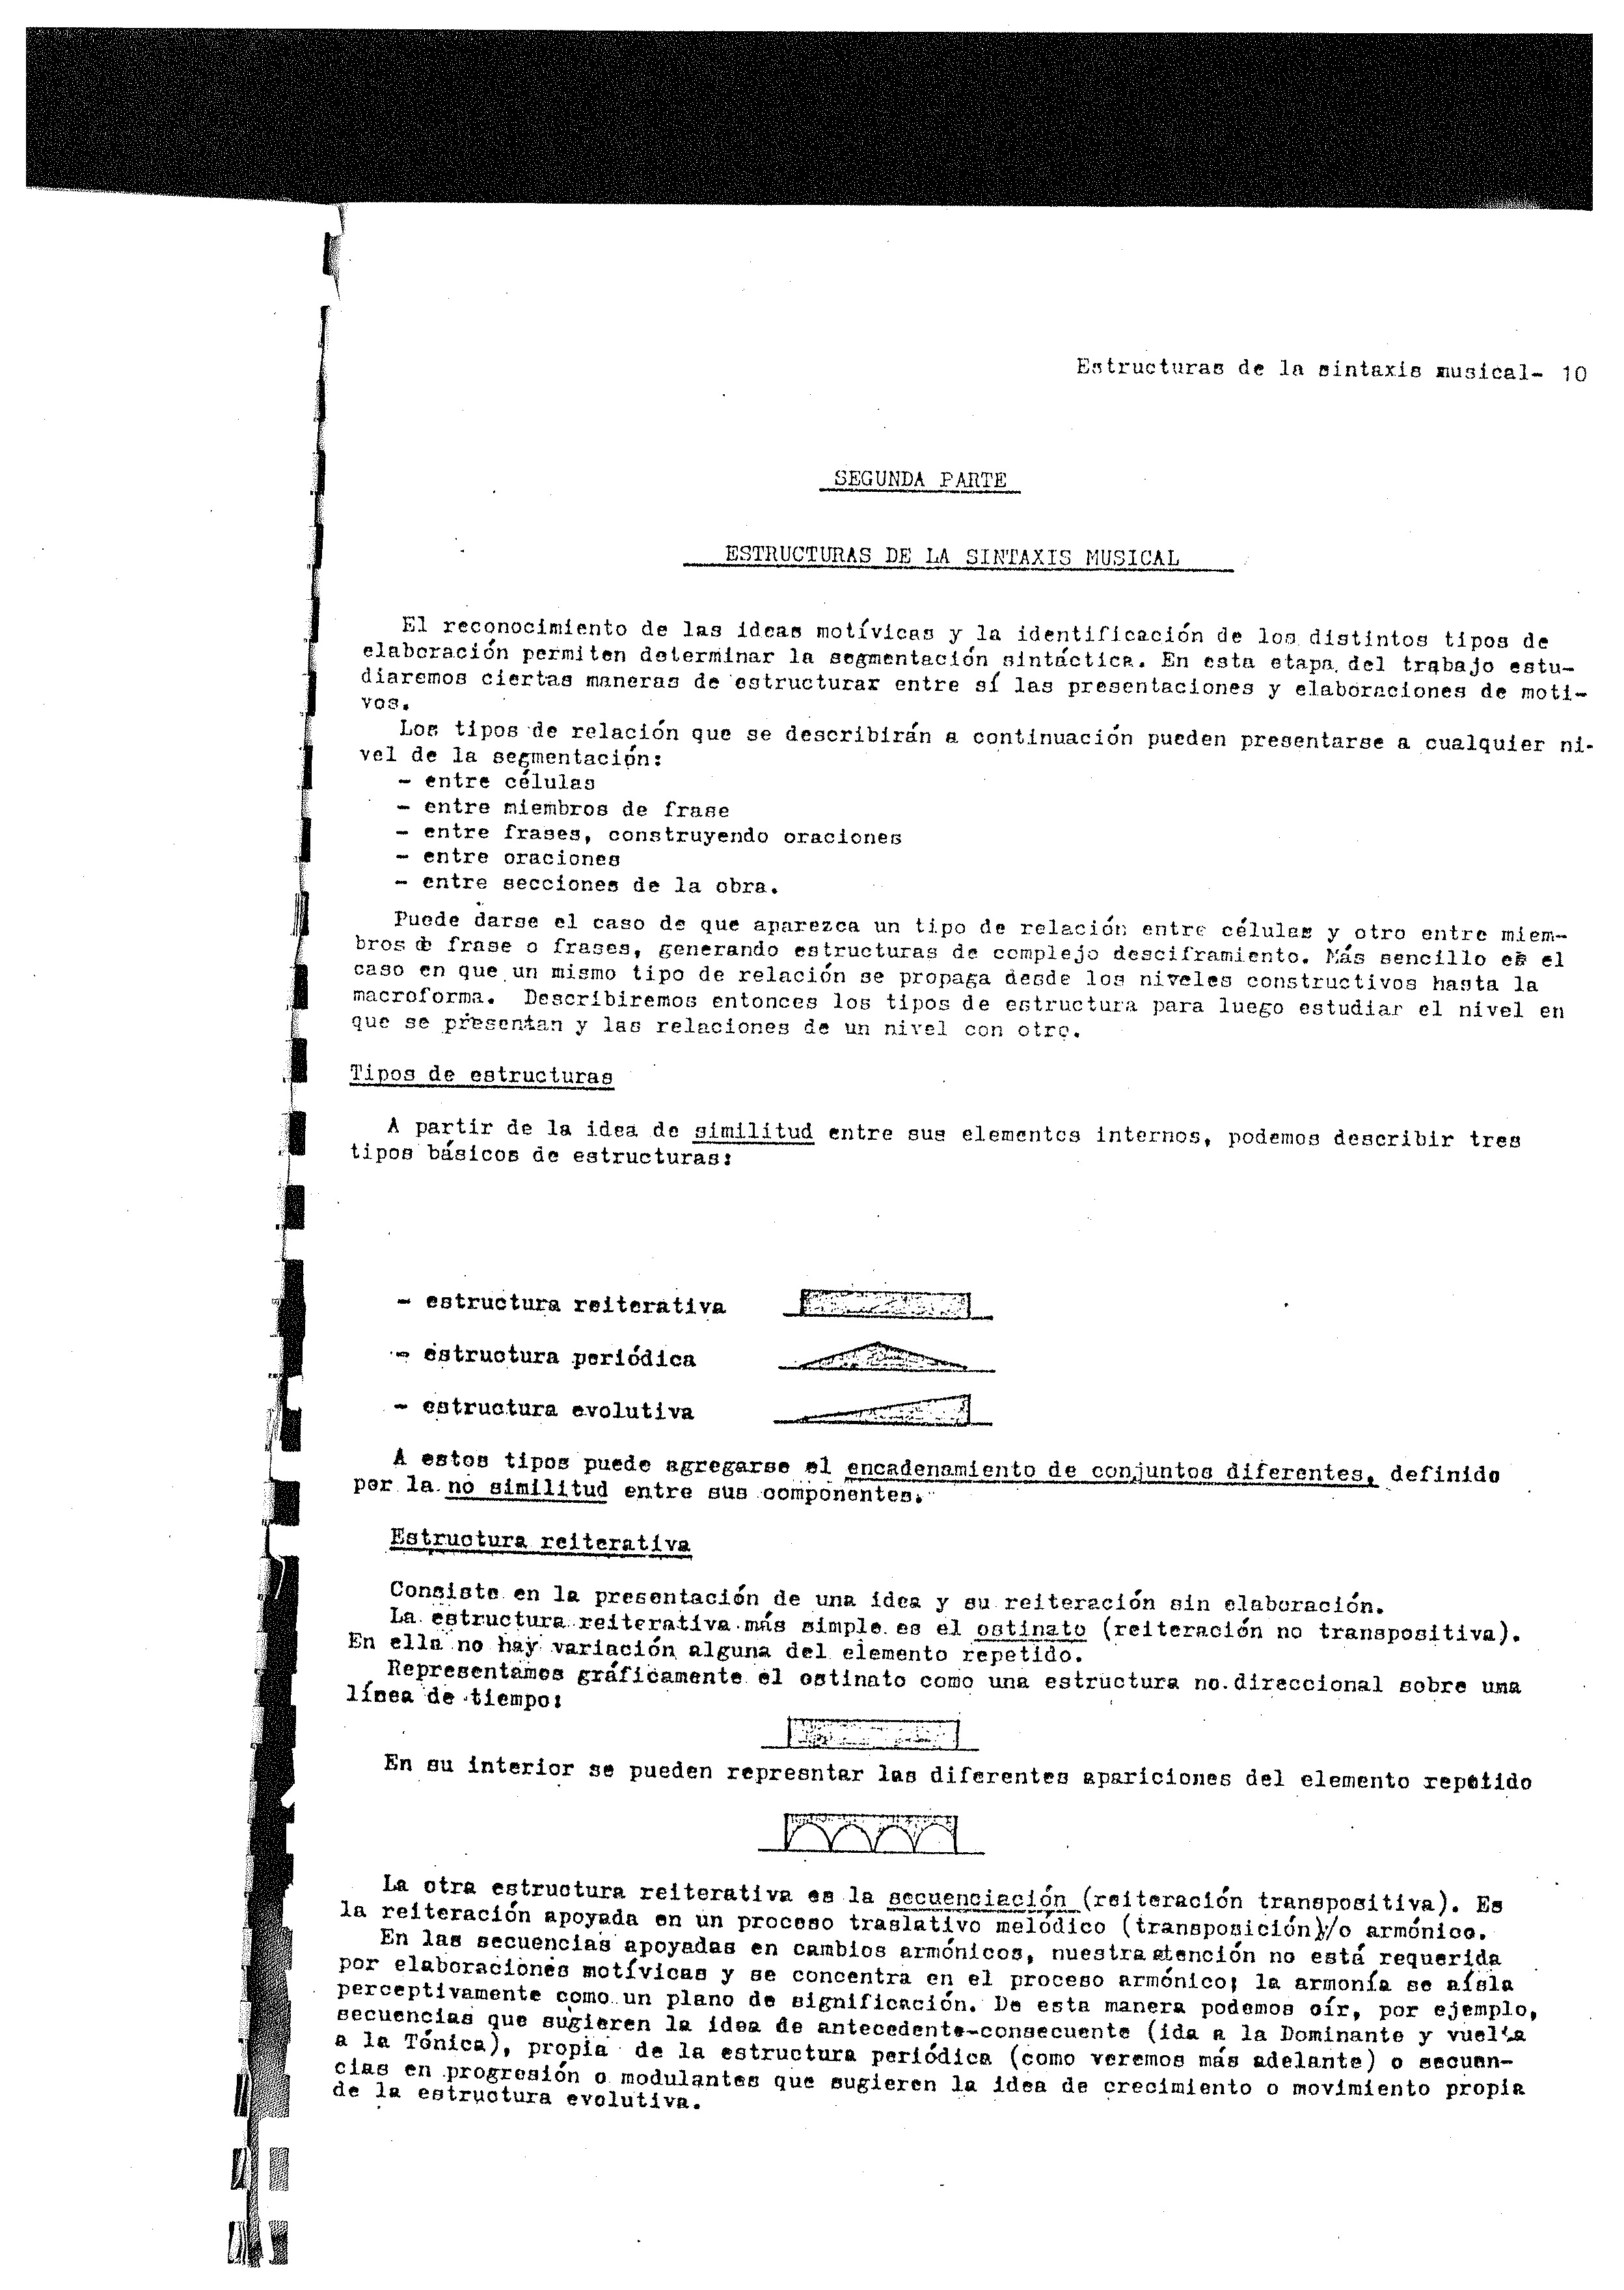 Estructuras de la sintaxis musical- 10
SEGUNDA PARTE
ESTRUCTURAS DE LA SINTAXIS MUSICAL
El reconocimiento de las ideas motívicas y la identificación de los distintos tipos de
elaboración permiten determinar la segmentación sintáctica. En esta etapa del trabajo estu-
diaremos ciertas maneras de estructurar entre sí las presentaciones y elaboraciones de moti-
vos.
Los tipos de relación que se describirán a continuación pueden presentarse a cualquier ni-
vel de la segmentación:
- entre células
- entre miembros de frase
- entre frases, construyendo oraciones
- entre oraciones
- entre secciones de la obra.
Puede darse el caso de que aparezca un tipo de relación entre células y otro entre miem-
bros de frase o frases, generando estructuras de complejo desciframiento. Más sencillo es el
caso en que un mismo tipo de relación se propaga desde los niveles constructivos hasta la
macroforma. Describiremos entonces los tipos de estructura para luego estudiar el nivel en
que se presentan y las relaciones de un nivel con otro.
Tipos de estructuras
A partir de la idea de similitud entre sus elementos internos, podemos describir tres
tipos básicos de estructuras:
- estructura reiterativa
- estructura periódica
- estructura evolutiva
A estos tipos puede agregarse el encadenamiento de conjuntos diferentes, definido
por la no similitud entre sus componentes.
Estructura reiterativa
Consiste en la presentación de una idea y su reiteración sin elaboración.
La estructura reiterativa más simple es el ostinato (reiteración no transpositiva).
En ella no hay variación alguna del elemento repetido.
Representamos gráficamente el ostinato como una estructura no direccional sobre una
línea de tiempo:
En su interior se pueden represntar las diferentes apariciones del elemento repetido
La otra estructura reiterativa es la secuenciación (reiteración transpositiva). Es
la reiteración apoyada en un proceso traslativo melódico (transposición)y/o armónico.
En las secuencias apoyadas en cambios armónicos, nuestra atención no está requerida
por elaboraciones motívicas y se concentra en el proceso armónico; la armonía se aísla
perceptivamente como un plano de significación. De esta manera podemos oír, por ejemplo,
secuencias que sugieren la idea de antecedente-consecuente (ida a la Dominante y vuelta
a la Tónica), propia de la estructura periódica (como veremos más adelante) o secuen-
cias en progresión o modulantes que sugieren la idea de crecimiento o movimiento propia
de la estructura evolutiva.